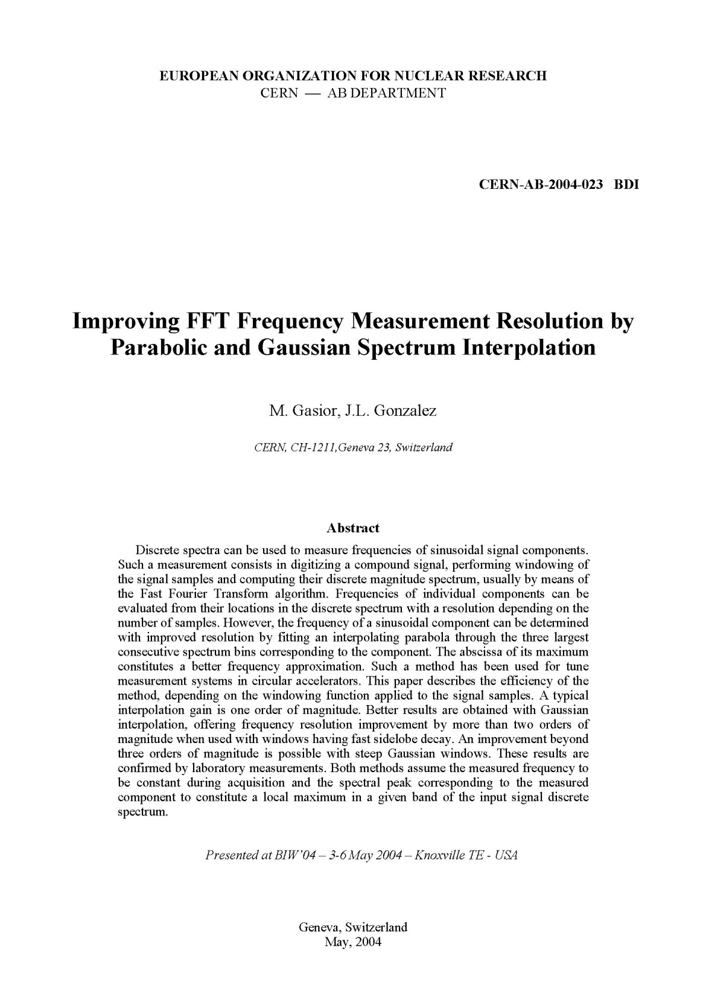 EUROPEAN ORGANIZATION FOR NUCLEAR RESEARCH
CERN — AB DEPARTMENT
CERN-AB-2004-023 BDI
Improving FFT Frequency Measurement Resolution by
Parabolic and Gaussian Spectrum Interpolation
M. Gasior, J.L. Gonzalez
CERN, CH-1211,Geneva 23, Switzerland
Abstract
Discrete spectra can be used to measure frequencies of sinusoidal signal components.
Such a measurement consists in digitizing a compound signal, performing windowing of
the signal samples and computing their discrete magnitude spectrum, usually by means of
the Fast Fourier Transform algorithm. Frequencies of individual components can be
evaluated from their locations in the discrete spectrum with a resolution depending on the
number of samples. However, the frequency of a sinusoidal component can be determined
with improved resolution by fitting an interpolating parabola through the three largest
consecutive spectrum bins corresponding to the component. The abscissa of its maximum
constitutes a better frequency approximation. Such a method has been used for tune
measurement systems in circular accelerators. This paper describes the efficiency of the
method, depending on the windowing function applied to the signal samples. A typical
interpolation gain is one order of magnitude. Better results are obtained with Gaussian
interpolation, offering frequency resolution improvement by more than two orders of
magnitude when used with windows having fast sidelobe decay. An improvement beyond
three orders of magnitude is possible with steep Gaussian windows. These results are
confirmed by laboratory measurements. Both methods assume the measured frequency to
be constant during acquisition and the spectral peak corresponding to the measured
component to constitute a local maximum in a given band of the input signal discrete
spectrum.
Presented at BIW'04 – 3-6 May 2004 – Knoxville TE - USA
Geneva, Switzerland
May, 2004